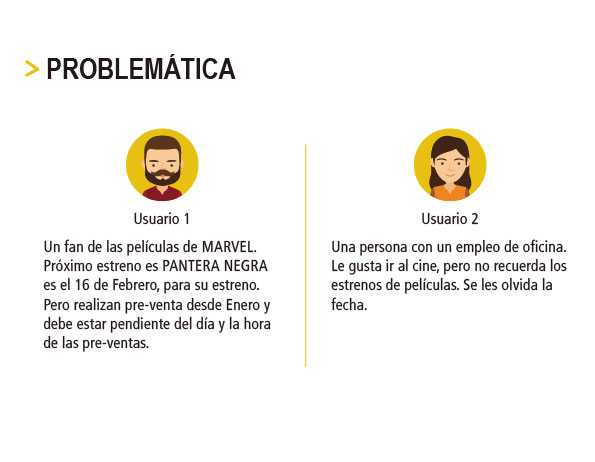 > PROBLEMÁTICA
Usuario 1
Un fan de las películas de MARVEL.
Próximo estreno es PANTERA NEGRA
es el 16 de Febrero, para su estreno.
Pero realizan pre-venta desde Enero y
debe estar pendiente del día y la hora
de las pre-ventas.
Usuario 2
Una persona con un empleo de oficina.
Le gusta ir al cine, pero no recuerda los
estrenos de películas. Se les olvida la
fecha.